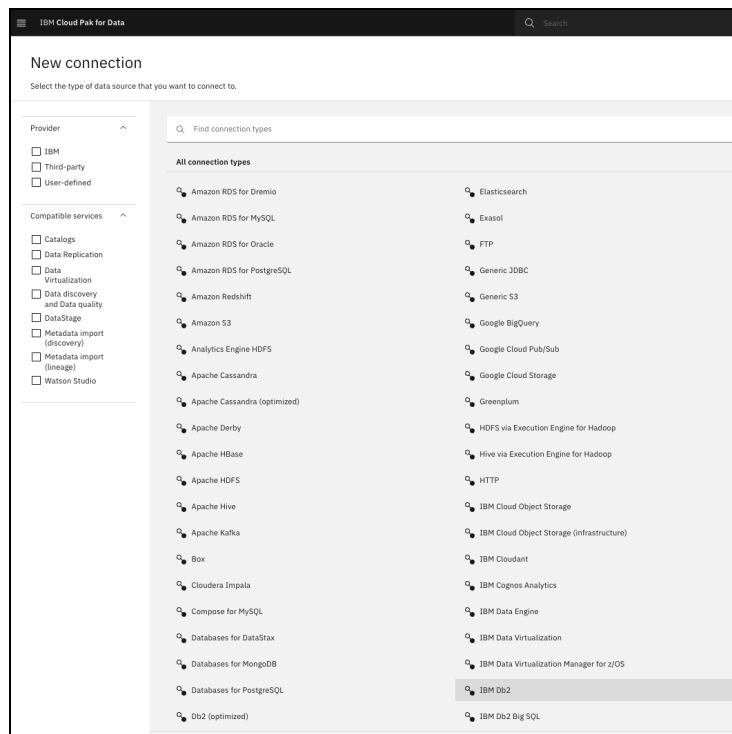 IBM Cloud Pak for Data
Search
New connection
Select the type of data source that you want to connect to.
Provider
IBM
Third-party
User-defined
Compatible services
Catalogs
Data Replication
Data
Virtualization
Data discovery
and Data quality
DataStage
Metadata import
(discovery)
Metadata import
(lineage)
Watson Studio
Find connection types
All connection types
Amazon RDS for Dremio
Amazon RDS for MySQL
Amazon RDS for Oracle
Amazon RDS for PostgreSQL
Amazon Redshift
Amazon S3
Analytics Engine HDFS
Apache Cassandra
Apache Cassandra (optimized)
Apache Derby
Apache HBase
Apache HDFS
Apache Hive
Apache Kafka
Box
Cloudera Impala
Compose for MySQL
Databases for DataStax
Databases for MongoDB
Databases for PostgreSQL
Db2 (optimized)
Elasticsearch
Exasol
FTP
Generic JDBC
Generic S3
Google BigQuery
Google Cloud Pub/Sub
Google Cloud Storage
Greenplum
HDFS via Execution Engine for Hadoop
Hive via Execution Engine for Hadoop
HTTP
IBM Cloud Object Storage
IBM Cloud Object Storage (infrastructure)
IBM Cloudant
IBM Cognos Analytics
IBM Data Engine
IBM Data Virtualization
IBM Data Virtualization Manager for z/OS
IBM Db2
IBM Db2 Big SQL